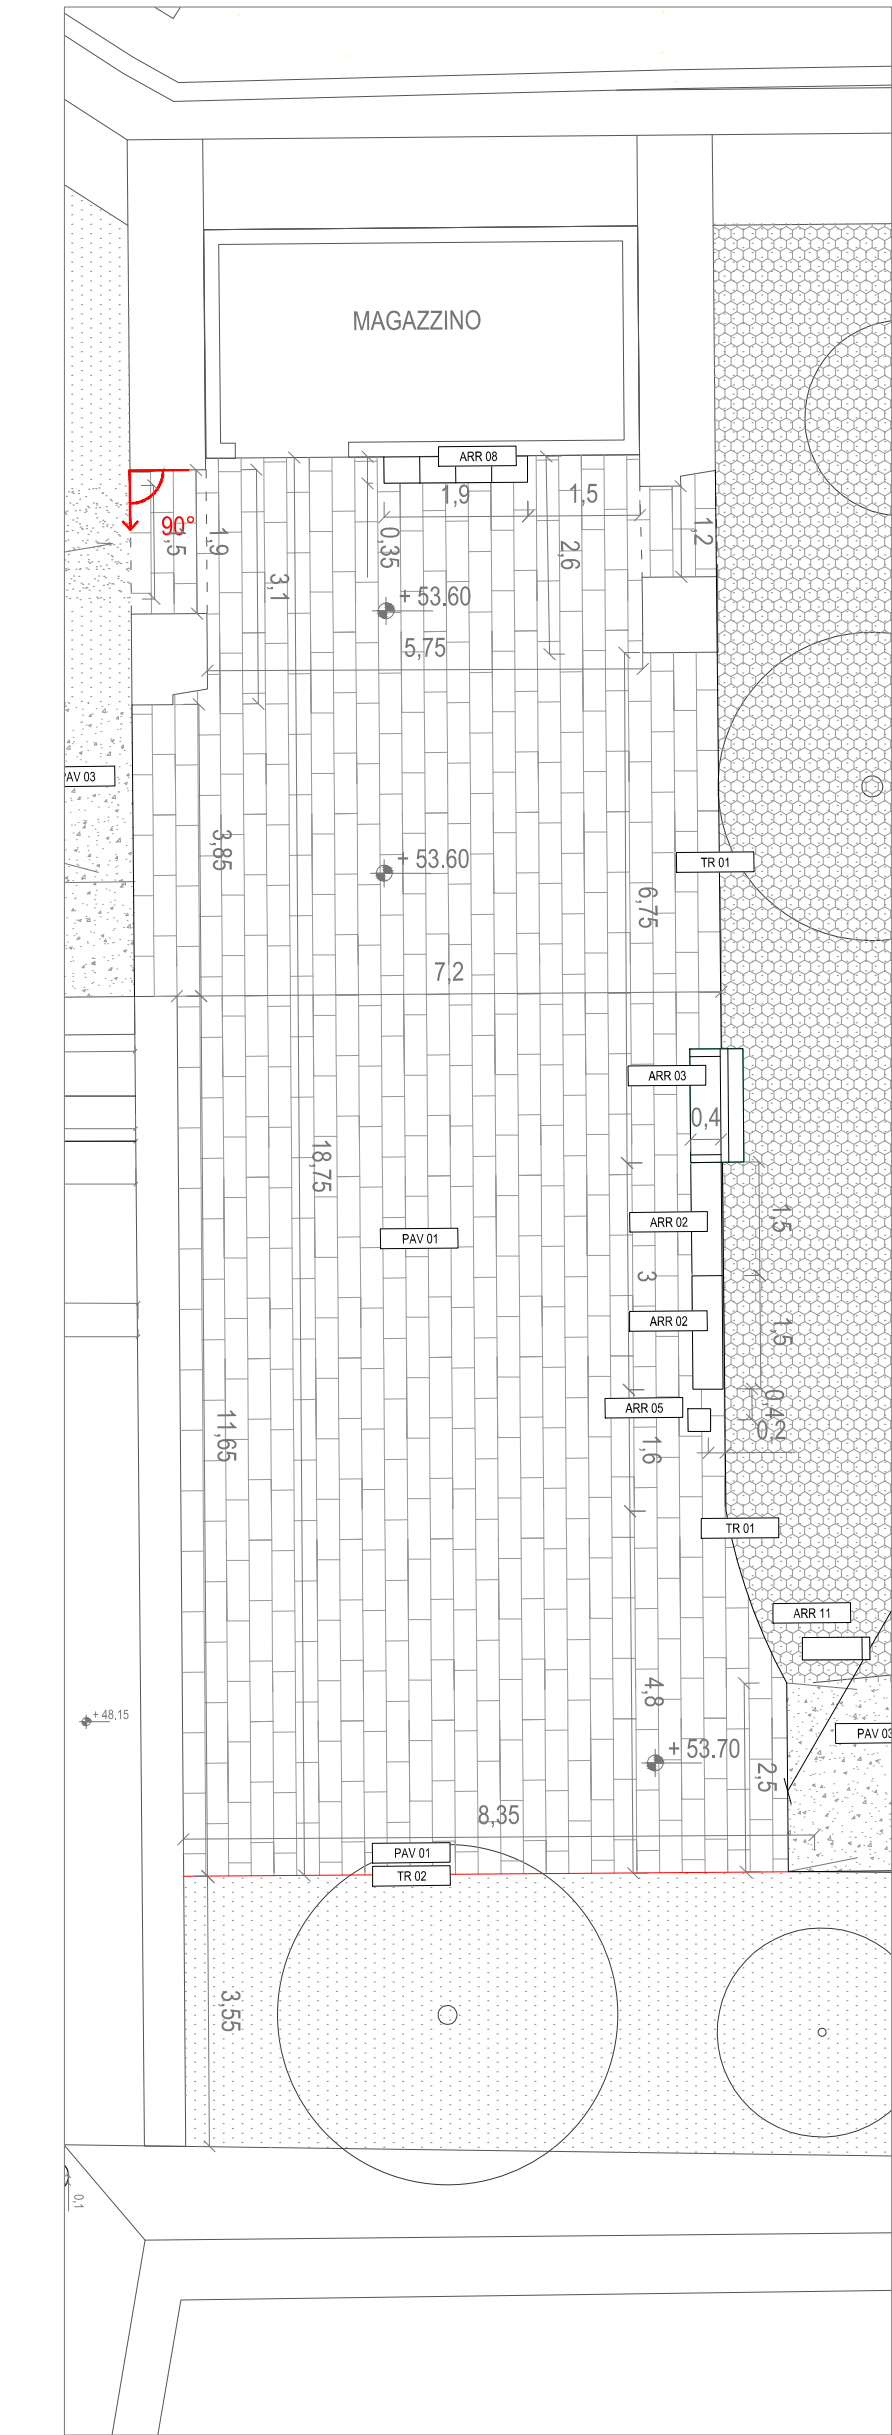 MAGAZZINO
ARR 08
1,9
1,5
90°
1,5
1,9
3,1
0,35
2,6
1,2
+ 53.60
5,75
AV 03
3,85
+ 53.60
TR 01
6,75
7,2
ARR 03
0,4
18,75
ARR 02
1,5
PAV 01
3
ARR 02
1,5
0,4
ARR 05
0,2
11,65
1,6
TR 01
ARR 11
4,8
+ 48,15
PAV 03
+ 53.70
2,5
8,35
PAV 01
TR 02
3,55
0,1